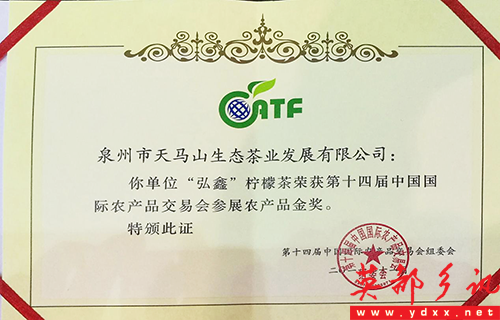 CATF
泉州市天马山生态茶业发展有限公司：
你单位“弘鑫”柠檬茶荣获第十四届中国国
际农产品交易会参展农产品金奖。
特颁此证
第十四届中国国际农产品交易会组委会
英都乡讯
www.ydxx.net